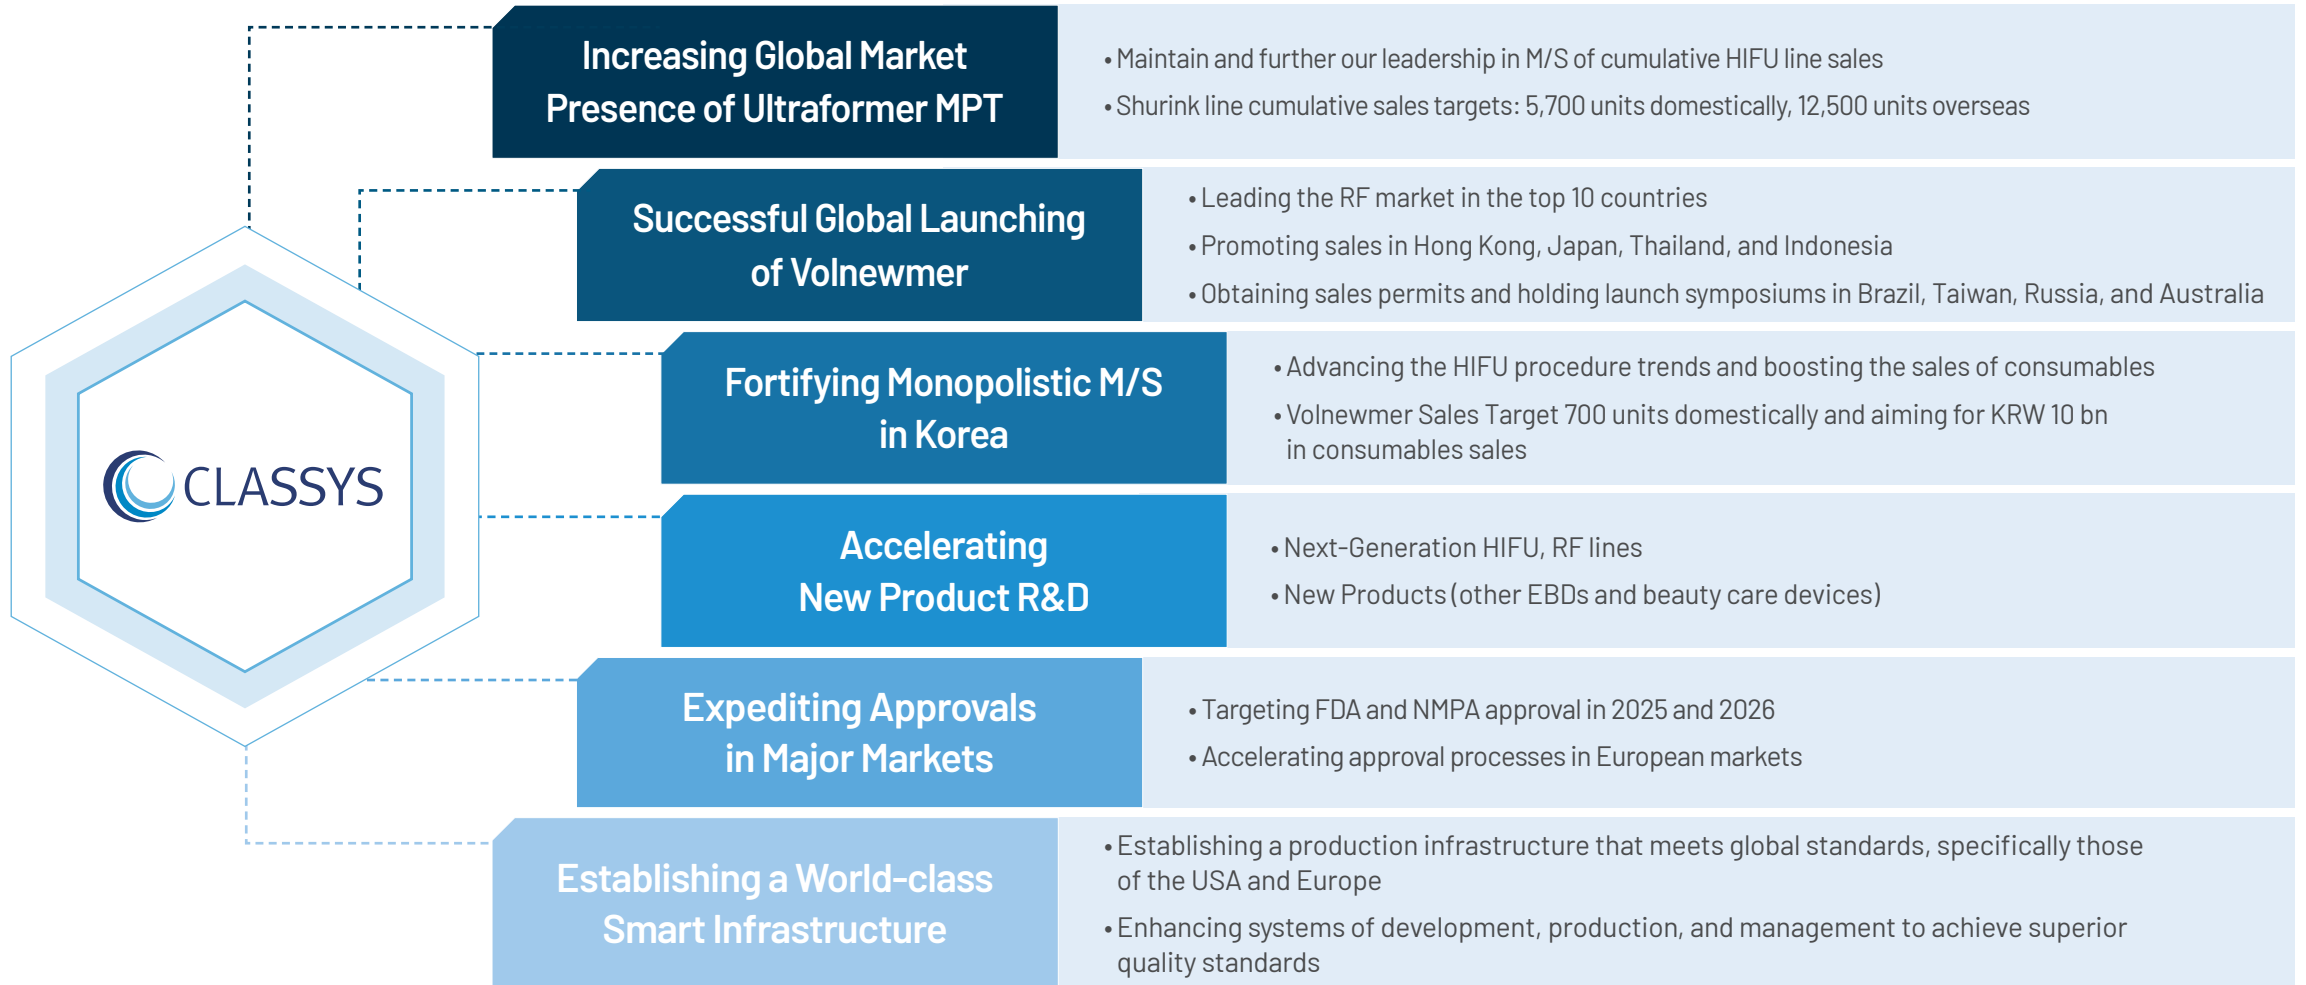 CLASSYS
Increasing Global Market
Presence of Ultraformer MPT
• Maintain and further our leadership in M/S of cumulative HIFU line sales
• Shurink line cumulative sales targets: 5,700 units domestically, 12,500 units overseas
Successful Global Launching
of Volnewmer
• Leading the RF market in the top 10 countries
• Promoting sales in Hong Kong, Japan, Thailand, and Indonesia
• Obtaining sales permits and holding launch symposiums in Brazil, Taiwan, Russia, and Australia
Fortifying Monopolistic M/S
in Korea
• Advancing the HIFU procedure trends and boosting the sales of consumables
• Volnewmer Sales Target 700 units domestically and aiming for KRW 10 bn
in consumables sales
Accelerating
New Product R&D
• Next-Generation HIFU, RF lines
• New Products (other EBDs and beauty care devices)
Expediting Approvals
in Major Markets
• Targeting FDA and NMPA approval in 2025 and 2026
• Accelerating approval processes in European markets
Establishing a World-class
Smart Infrastructure
• Establishing a production infrastructure that meets global standards, specifically those
of the USA and Europe
• Enhancing systems of development, production, and management to achieve superior
quality standards